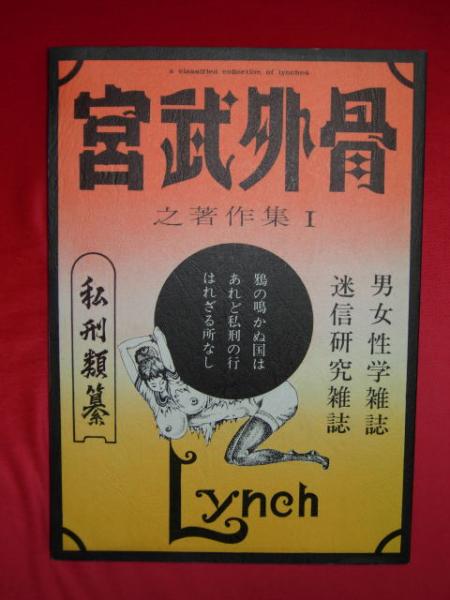 a classified collection of lynches
宮武外骨
之著作集 I
鴉の鳴かぬ国は
あれど私刑の行
はれざる所なし
男女性学雑誌
迷信研究雑誌
私刑類纂
Lynch